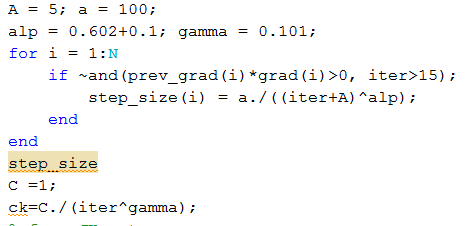 A = 5; a = 100;
alp = 0.602+0.1; gamma = 0.101;
for i = 1:N
    if ~and(prev_grad(i)*grad(i)>0, iter>15);
        step_size(i) = a./((iter+A)^alp);
    end
end
step_size
C =1;
ck=C./(iter^gamma);